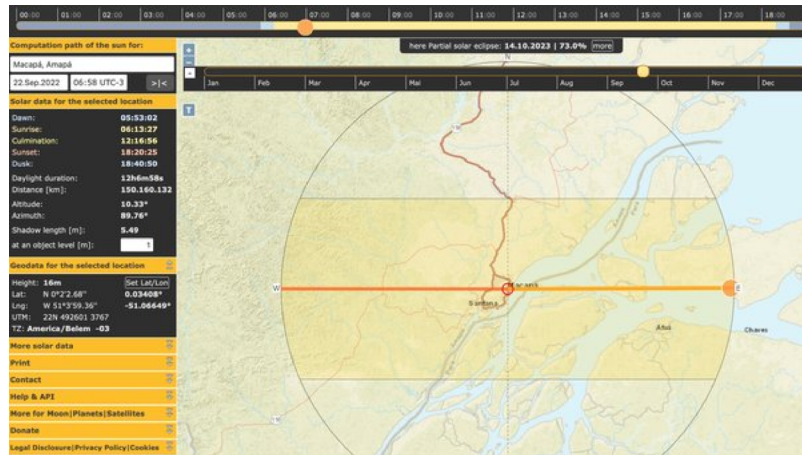 00:00 01:00 02:00 03:00 04:00 05:00 06:00 07:00 08:00 09:00 10:00 11:00 12:00 13:00 14:00 15:00 16:00 17:00 18:00
Computation path of the sun for:
Macapá, Amapá
22.Sep.2022 06:58 UTC-3 >|<
Solar data for the selected location
Dawn: 05:53:02
Sunrise: 06:13:27
Culmination: 12:16:56
Sunset: 18:20:25
Dusk: 18:40:50
Daylight duration: 12h6m58s
Distance [km]: 150.160.132
Altitude: 10.33°
Azimuth: 89.76°
Shadow length [m]: 5.49
at an object level [m]: 1
Geodata for the selected location
Height: 16m Set Lat/Lon
Lat: N 0°2'2.68" 0.03408°
Lng: W 51°3'59.36" -51.06649°
UTM: 22N 492601 3767
TZ: America/Belem -03
More solar data
Print
Contact
Help & API
More for Moon|Planets|Satellites
Donate
Legal Disclosure|Privacy Policy|Cookies
here Partial solar eclipse: 14.10.2023 | 73.0% more
+
-
-
N
Jan Feb Mar Apr Mai Jun Jul Aug Sep Oct Nov Dec
T
W
Macapá
E
Santana
Afuá
Chaves